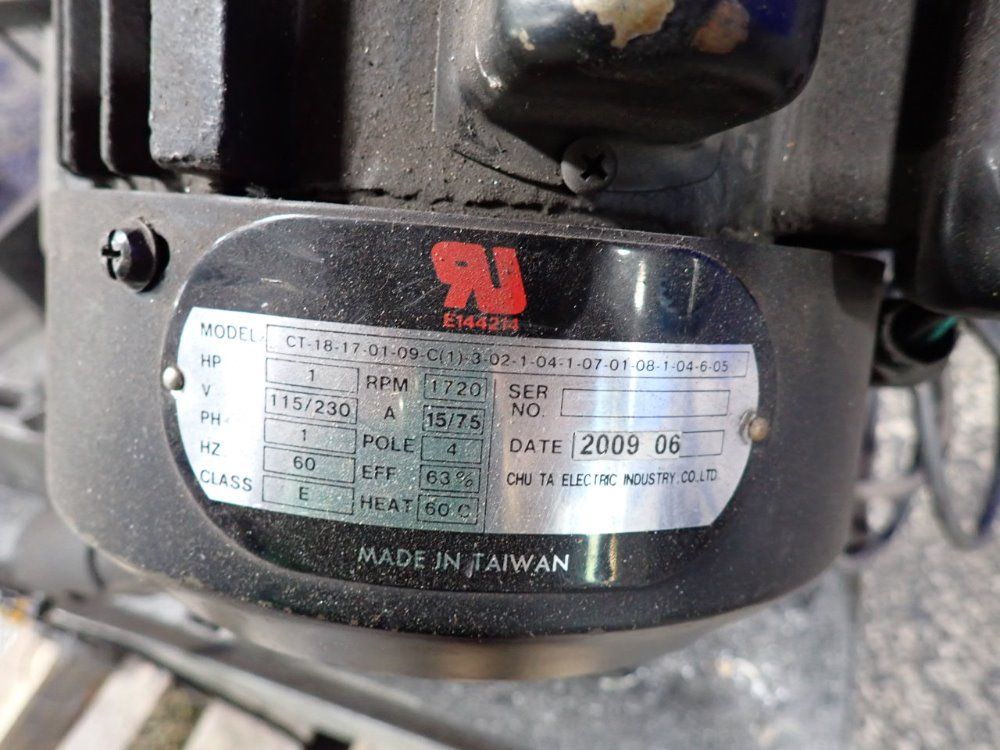 E144214
MODEL CT-18-17-01-09-C(1)-3-02-1-04-1-07-01-08-1-04-6-05
HP 1 RPM 1720 SER NO.
V 115/230 A 15/7.5
PH 1 POLE 4 DATE 2009 06
HZ 60 EFF 63% CHU TA ELECTRIC INDUSTRY. CO.,LTD.
CLASS E HEAT 60 C
MADE IN TAIWAN